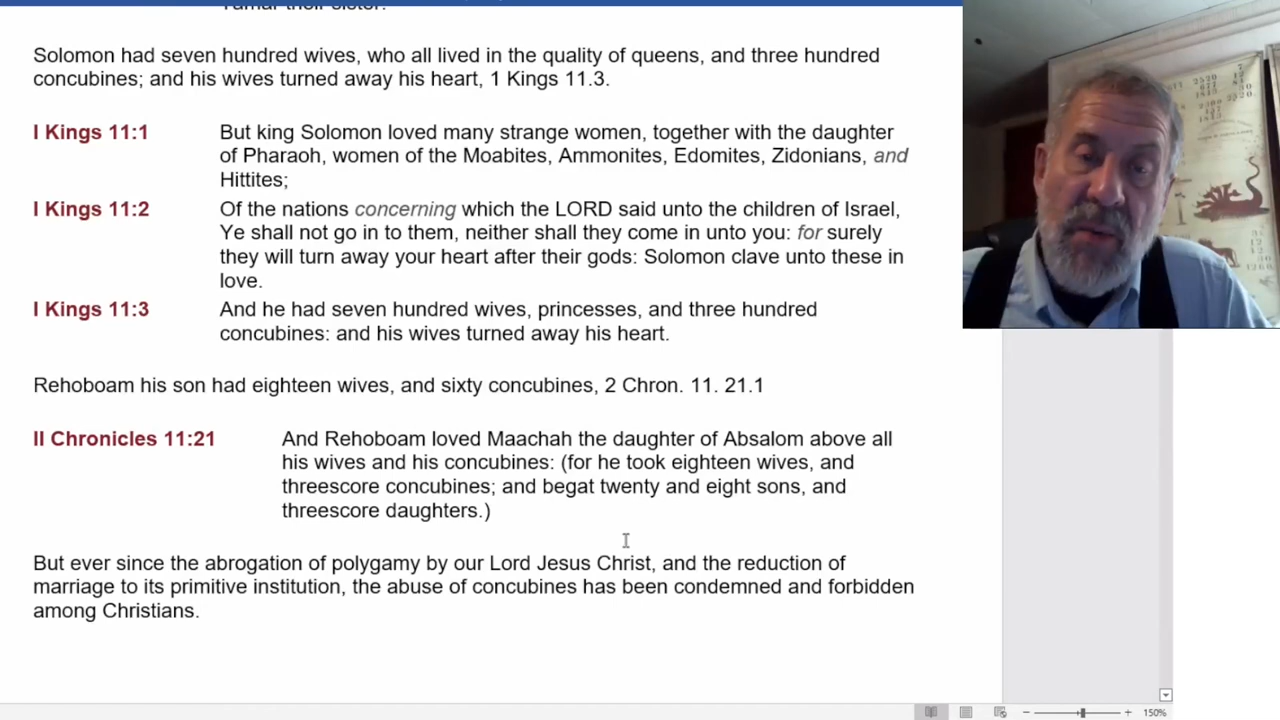 Tamar their sister.
Solomon had seven hundred wives, who all lived in the quality of queens, and three hundred
concubines; and his wives turned away his heart, 1 Kings 11.3.
I Kings 11:1 But king Solomon loved many strange women, together with the daughter
of Pharaoh, women of the Moabites, Ammonites, Edomites, Zidonians, and
Hittites;
I Kings 11:2 Of the nations concerning which the LORD said unto the children of Israel,
Ye shall not go in to them, neither shall they come in unto you: for surely
they will turn away your heart after their gods: Solomon clave unto these in
love.
I Kings 11:3 And he had seven hundred wives, princesses, and three hundred
concubines: and his wives turned away his heart.
Rehoboam his son had eighteen wives, and sixty concubines, 2 Chron. 11. 21.1
II Chronicles 11:21 And Rehoboam loved Maachah the daughter of Absalom above all
his wives and his concubines: (for he took eighteen wives, and
threescore concubines; and begat twenty and eight sons, and
threescore daughters.)
But ever since the abrogation of polygamy by our Lord Jesus Christ, and the reduction of
marriage to its primitive institution, the abuse of concubines has been condemned and forbidden
among Christians.
2520
677
2300
2520.
1260
150%